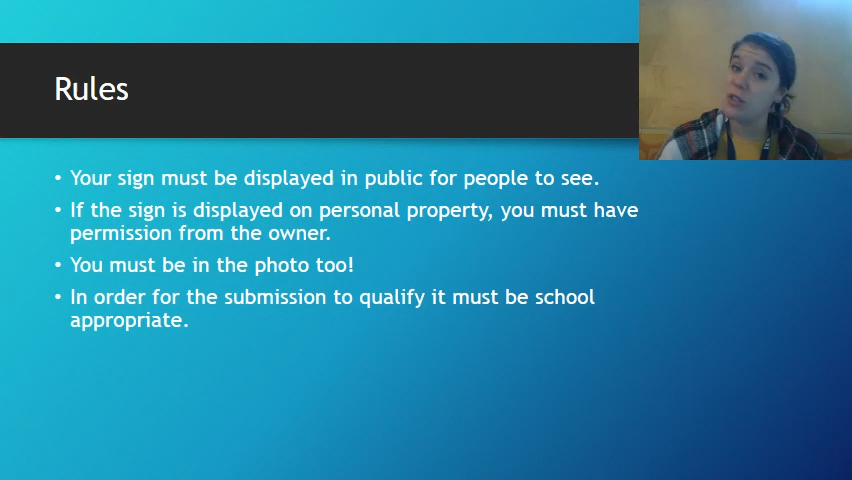 Rules
• Your sign must be displayed in public for people to see.
• If the sign is displayed on personal property, you must have
permission from the owner.
• You must be in the photo too!
• In order for the submission to qualify it must be school
appropriate.